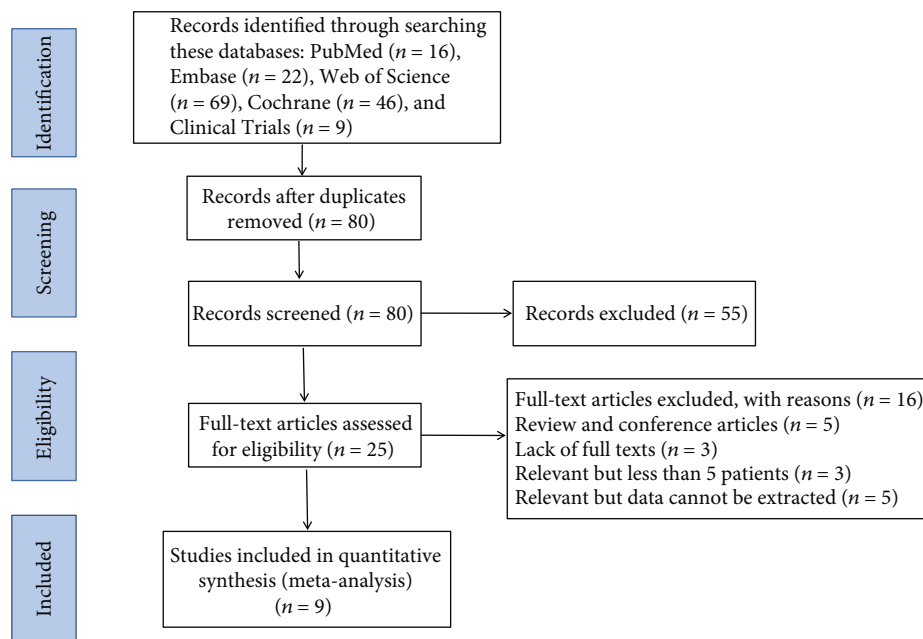 Identification
Records identified through searching
these databases: PubMed (n = 16),
Embase (n = 22), Web of Science
(n = 69), Cochrane (n = 46), and
Clinical Trials (n = 9)
Screening
Records after duplicates
removed (n = 80)
Records screened (n = 80)
Records excluded (n = 55)
Eligibility
Full-text articles assessed
for eligibility (n = 25)
Full-text articles excluded, with reasons (n = 16)
Review and conference articles (n = 5)
Lack of full texts (n = 3)
Relevant but less than 5 patients (n = 3)
Relevant but data cannot be extracted (n = 5)
Included
Studies included in quantitative
synthesis (meta-analysis)
(n = 9)